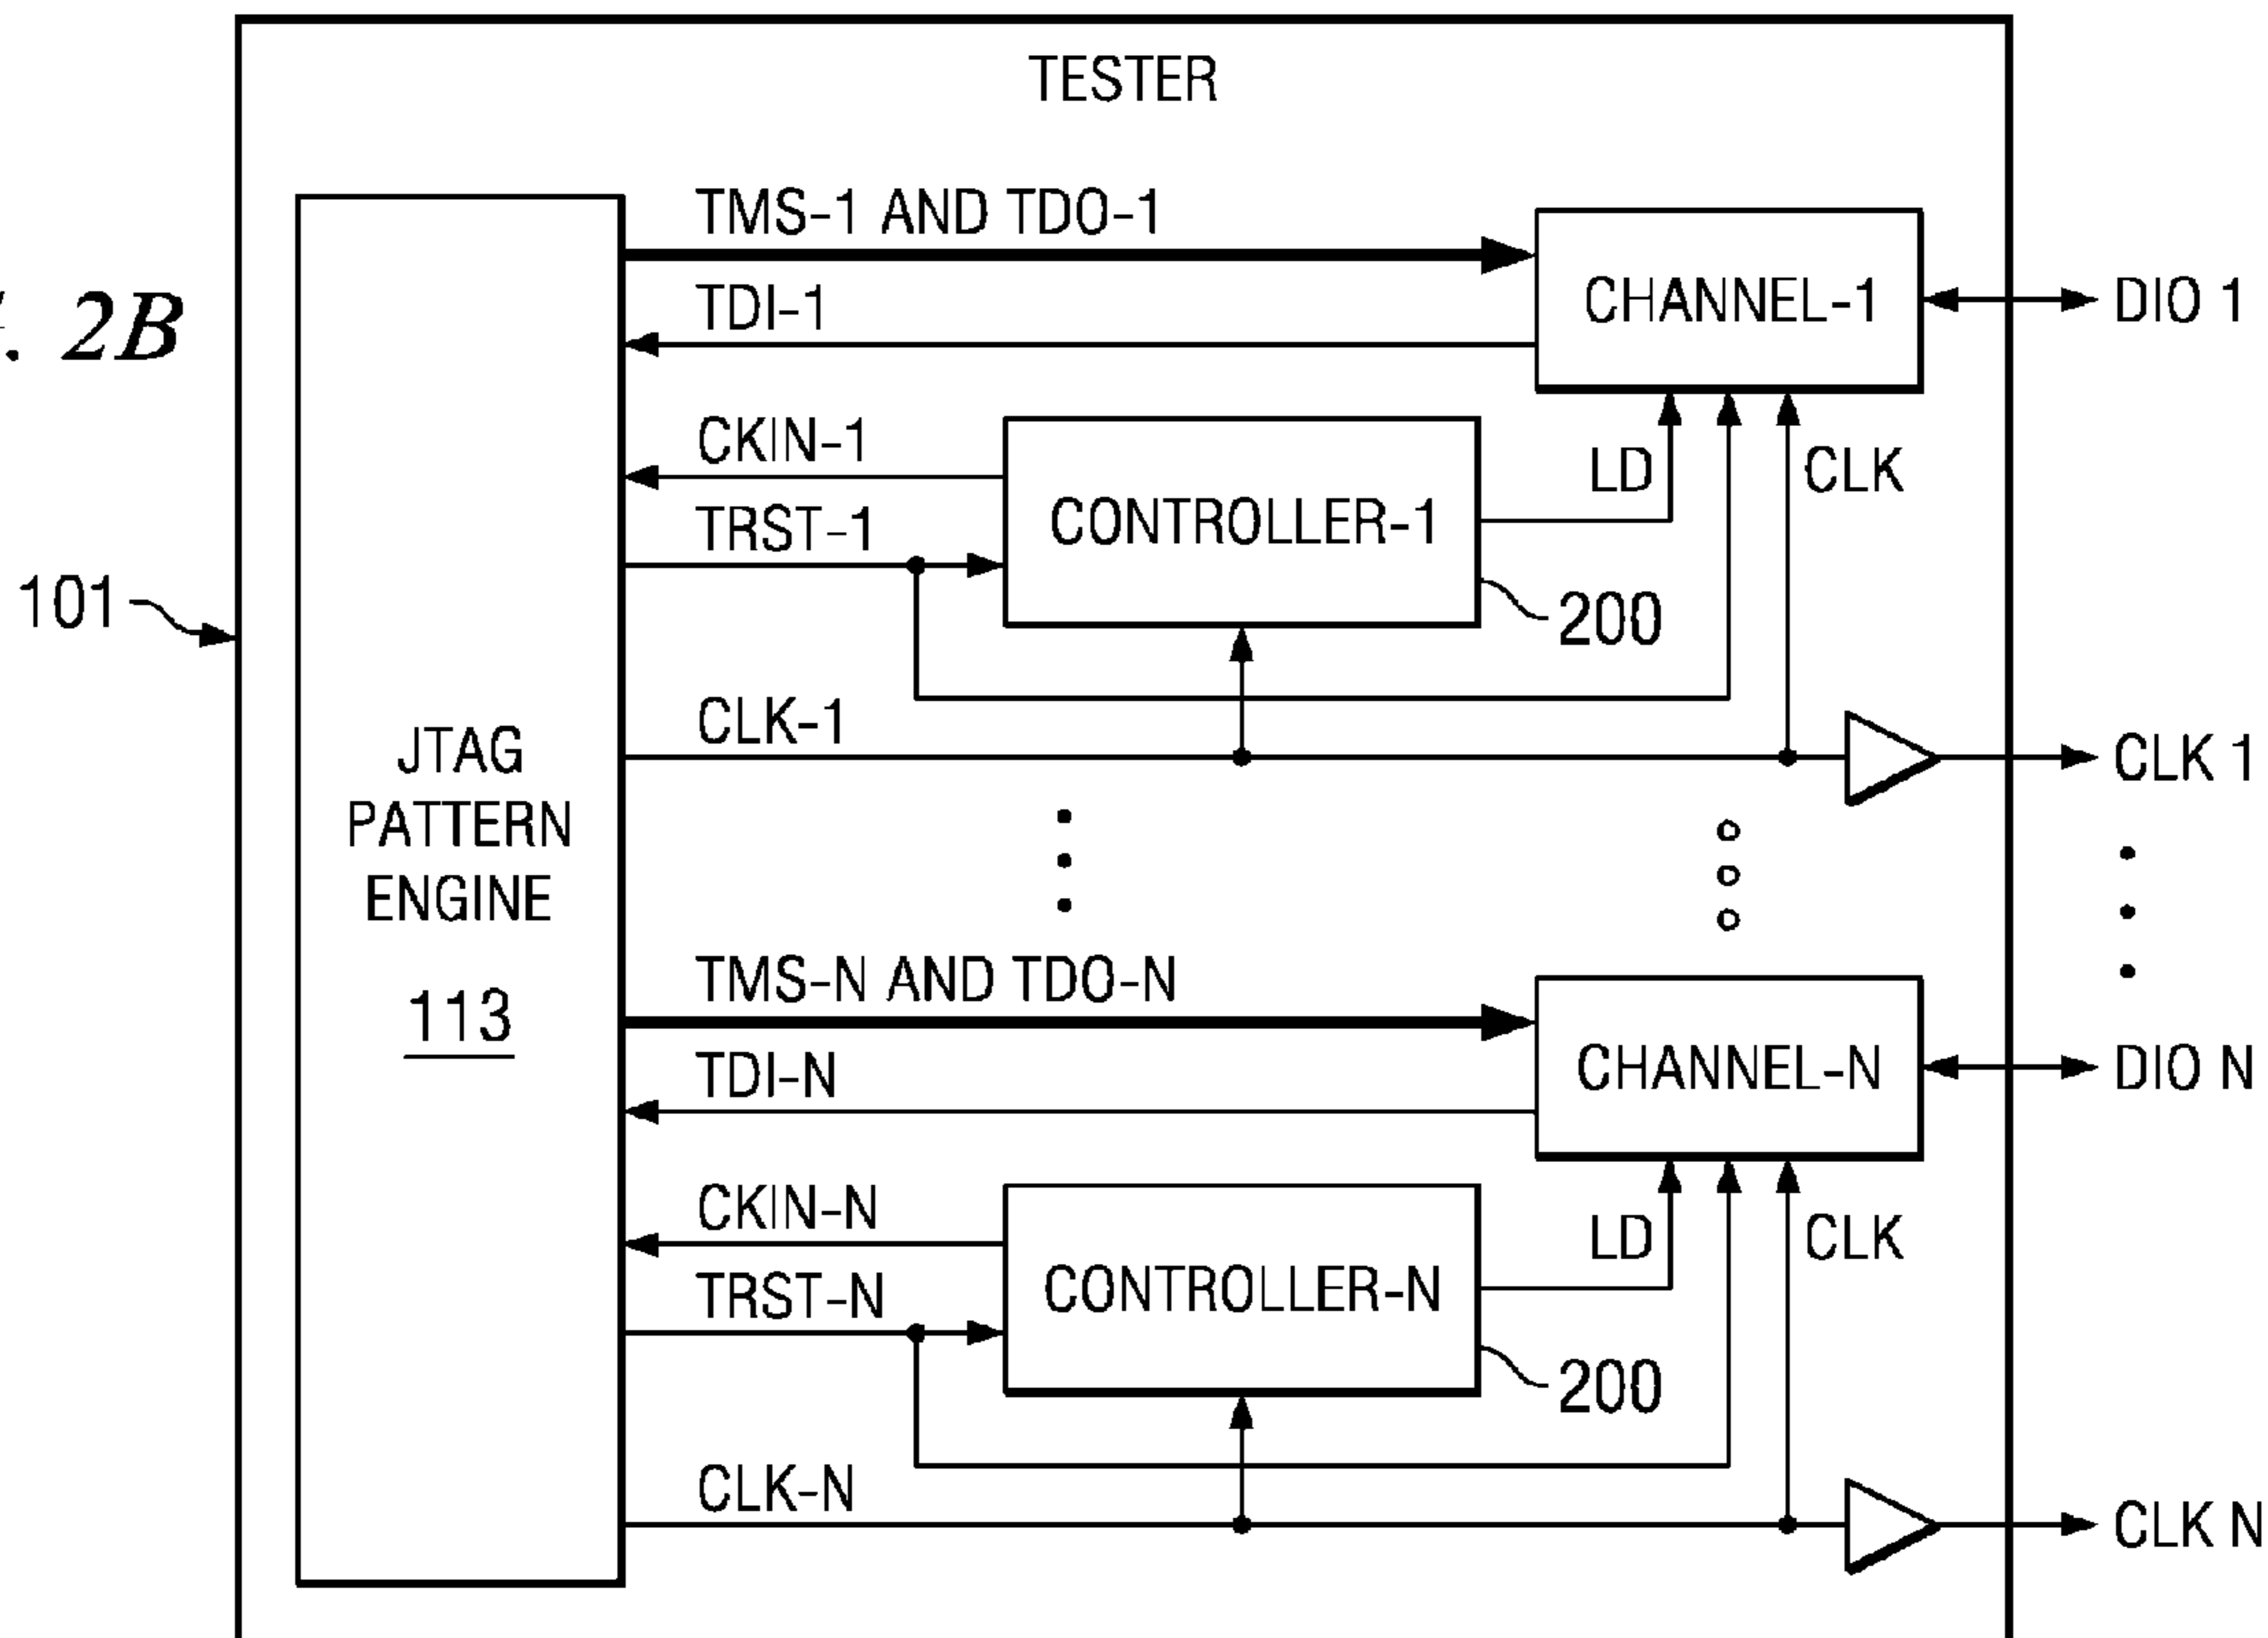 TESTER
TMS-1 AND TDO-1
TDI-1
CHANNEL-1
DIO 1
2B
CKIN-1
LD
CLK
TRST-1
CONTROLLER-1
101
200
CLK-1
CLK 1
JTAG
PATTERN
ENGINE
113
TMS-N AND TDO-N
TDI-N
CHANNEL-N
DIO N
CKIN-N
LD
CLK
TRST-N
CONTROLLER-N
200
CLK-N
CLK N